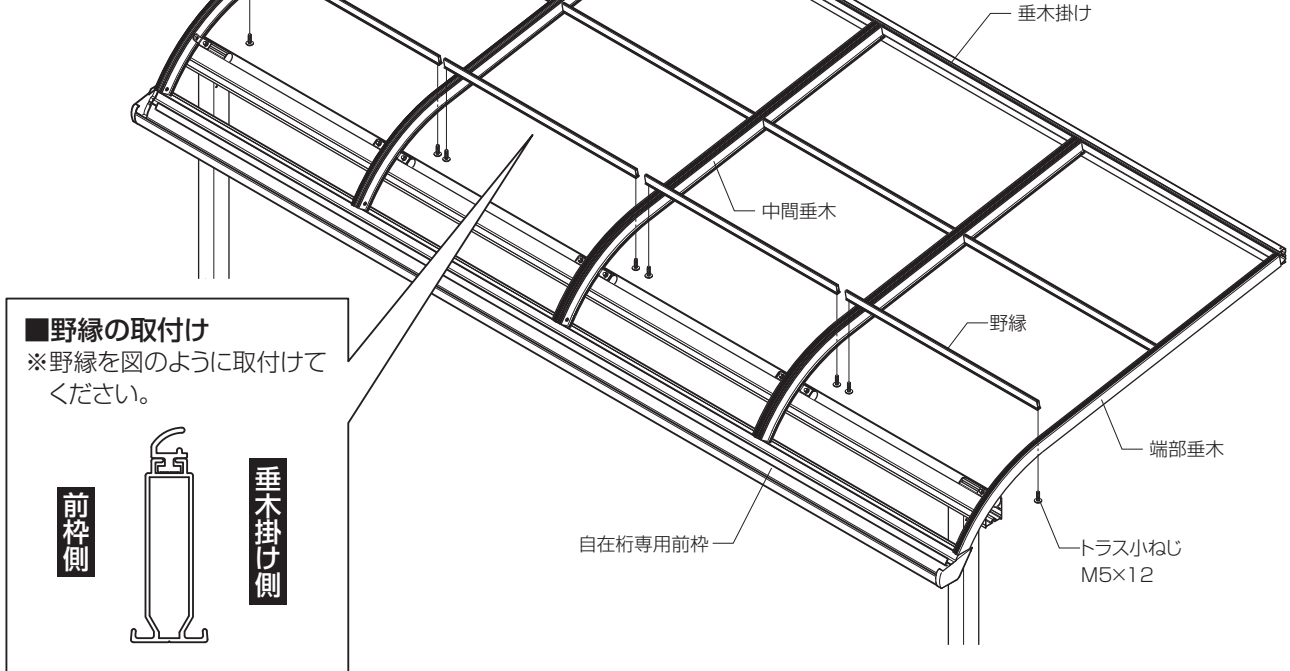 垂木掛け
中間垂木
野縁
端部垂木
自在桁専用前枠
トラス小ねじ
M5×12
■野縁の取付け
※野縁を図のように取付けて
ください。
前枠側
垂木掛け側